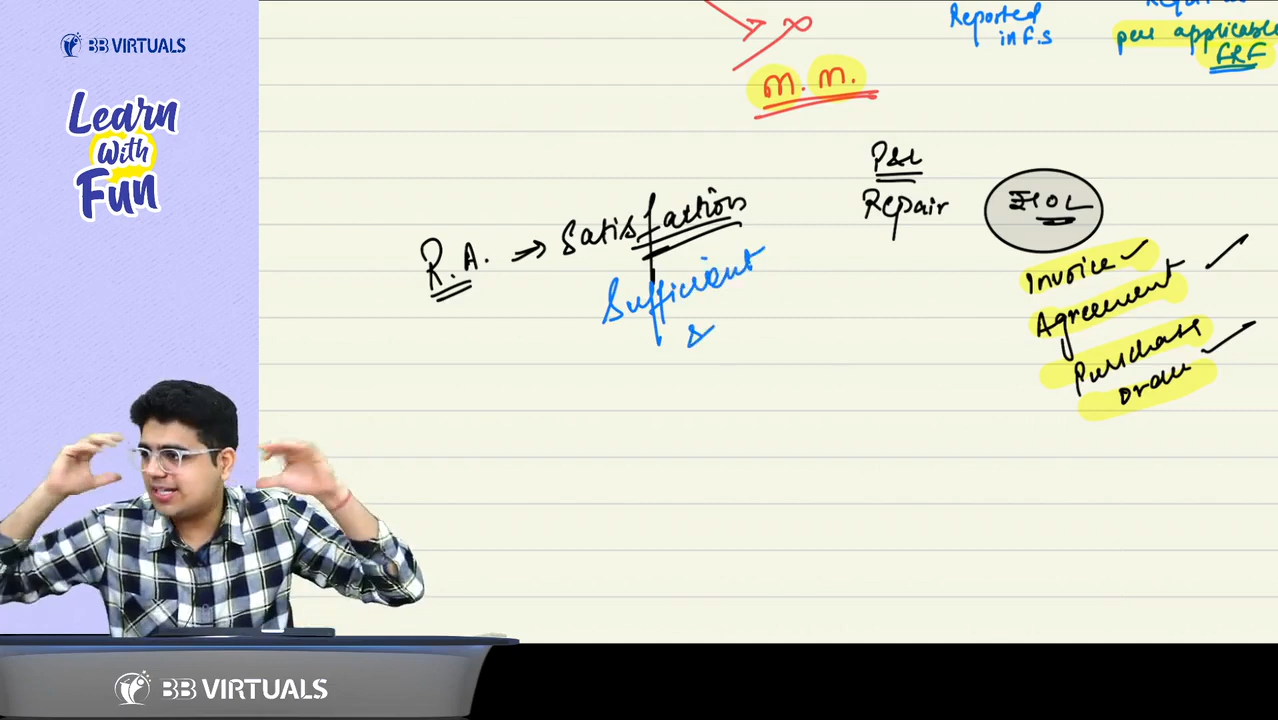 BB VIRTUALS
Learn
With
Fun
Reported
in F.S
per applicable
FRF
M. M.
P&L
Repair
₹10L
R.A. → Satisfaction
Sufficient
&
Invoice ✓
Agreement ✓
Purchase
order ✓
BB VIRTUALS